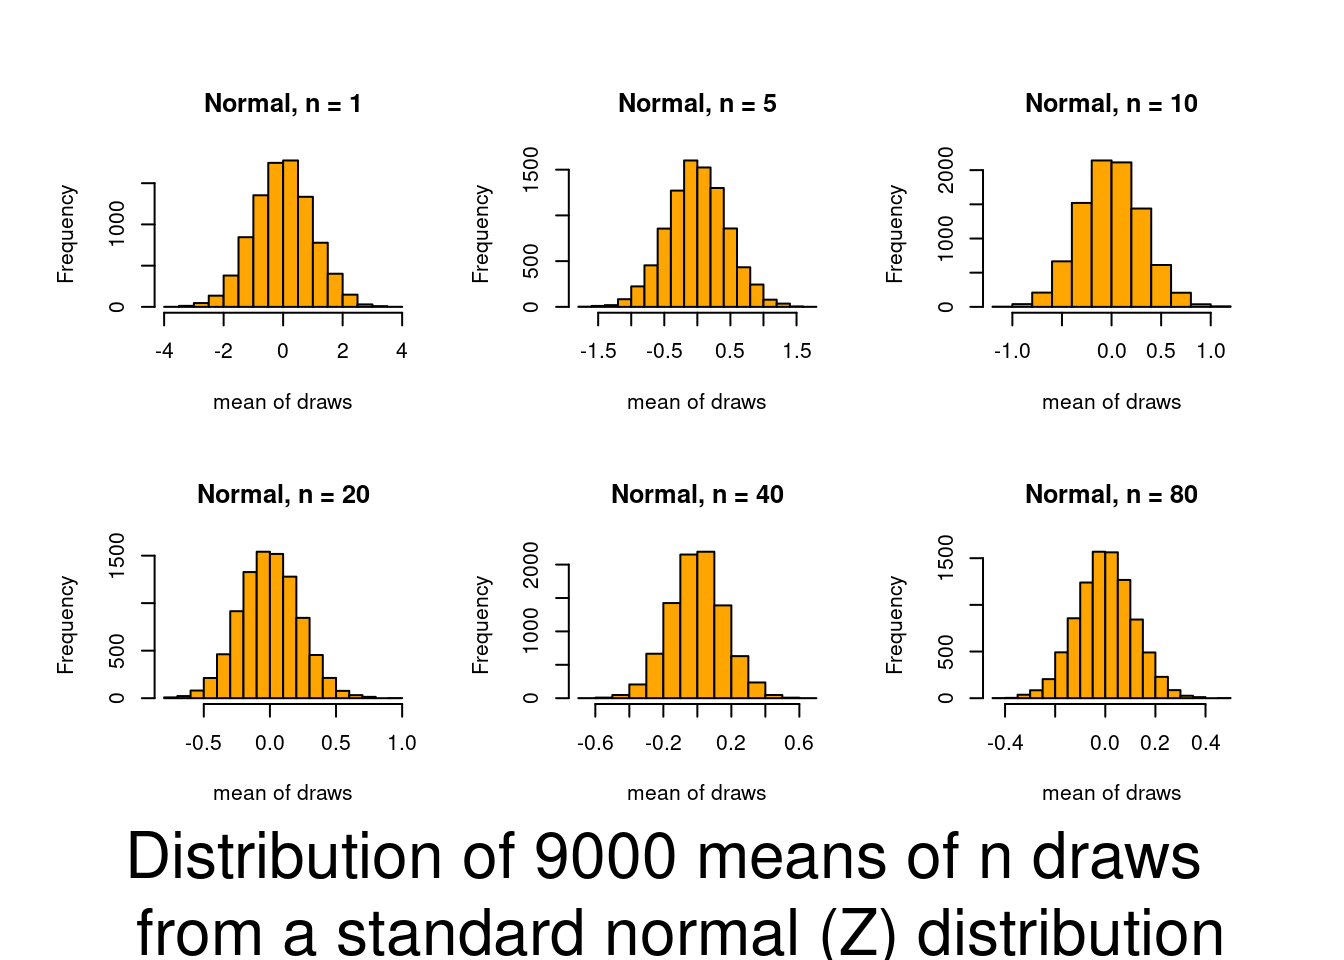 Normal, n = 1
Frequency
0 1000
-4 -2 0 2 4
mean of draws
Normal, n = 5
Frequency
0 500 1500
-1.5 -0.5 0.5 1.5
mean of draws
Normal, n = 10
Frequency
0 1000 2000
-1.0 0.0 0.5 1.0
mean of draws
Normal, n = 20
Frequency
0 500 1500
-0.5 0.0 0.5 1.0
mean of draws
Normal, n = 40
Frequency
0 1000 2000
-0.6 -0.2 0.2 0.6
mean of draws
Normal, n = 80
Frequency
0 500 1500
-0.4 0.0 0.2 0.4
mean of draws
Distribution of 9000 means of n draws
from a standard normal (Z) distribution